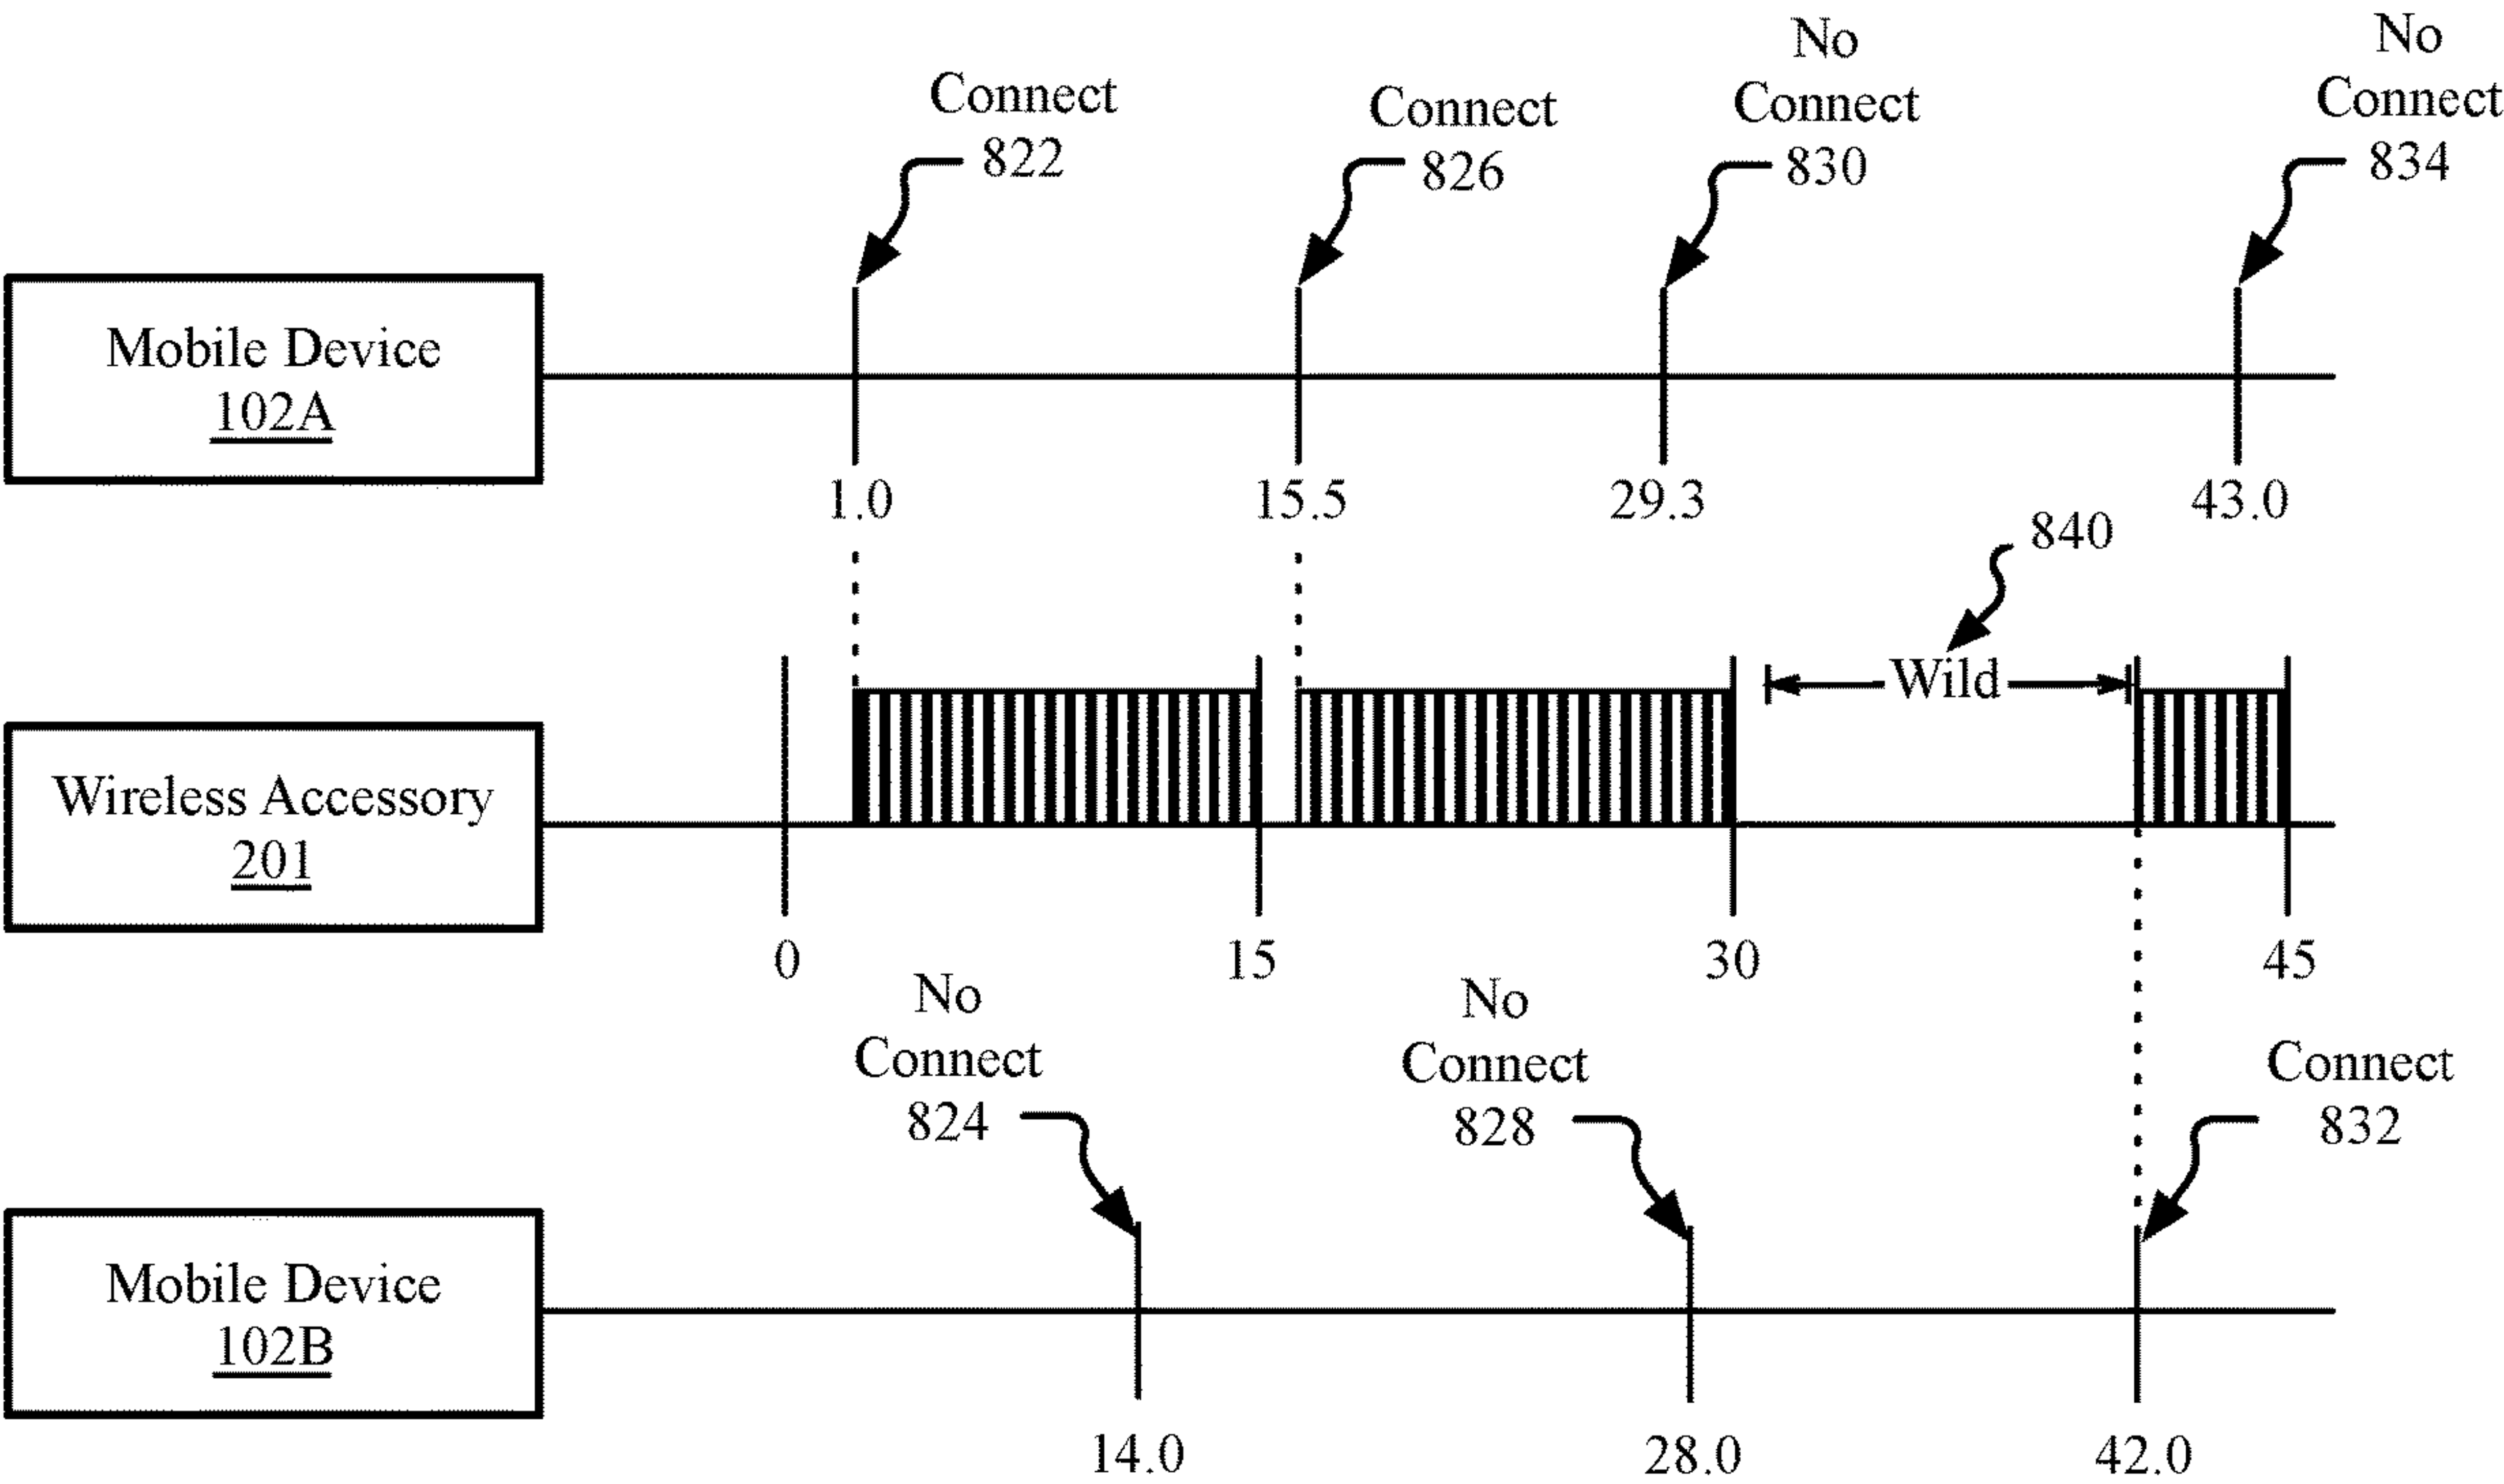 No
Connect
834
No
Connect
830
Connect
822
Connect
826
Mobile Device
102A
1.0
15.5
29.3
43.0
840
Wild
Wireless Accessory
201
0
15
30
45
No
Connect
824
No
Connect
828
Connect
832
Mobile Device
102B
14.0
28.0
42.0